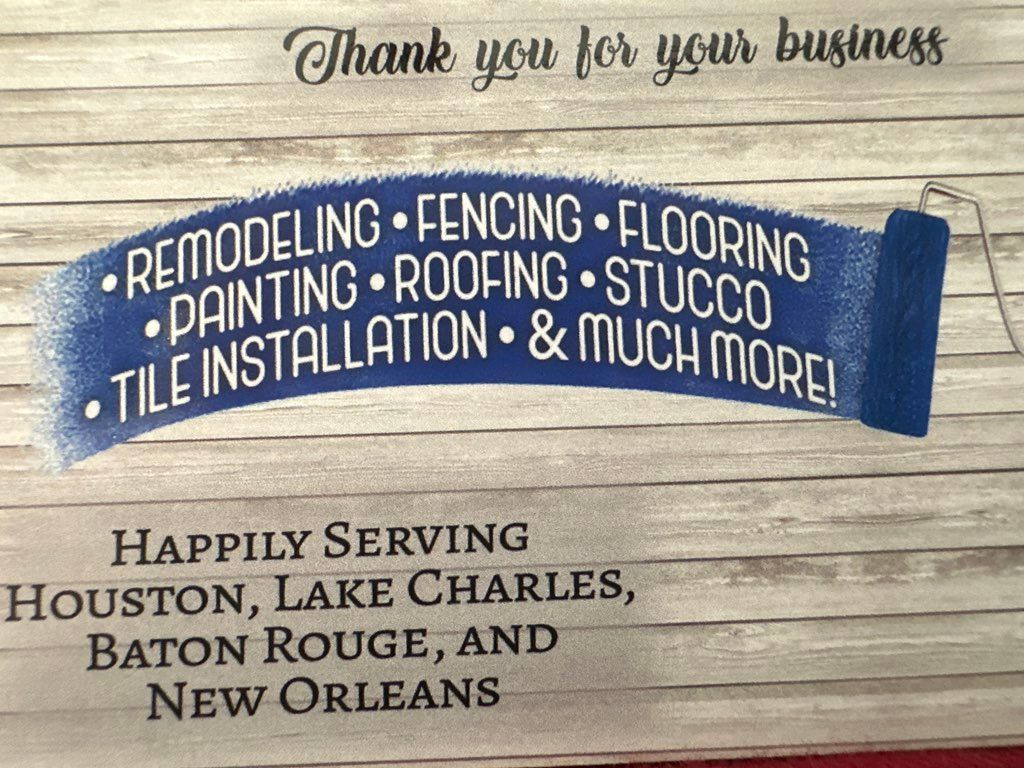 Thank you for your business
• REMODELING • FENCING • FLOORING
• PAINTING • ROOFING • STUCCO
• TILE INSTALLATION • & MUCH MORE!
HAPPILY SERVING
HOUSTON, LAKE CHARLES,
BATON ROUGE, AND
NEW ORLEANS